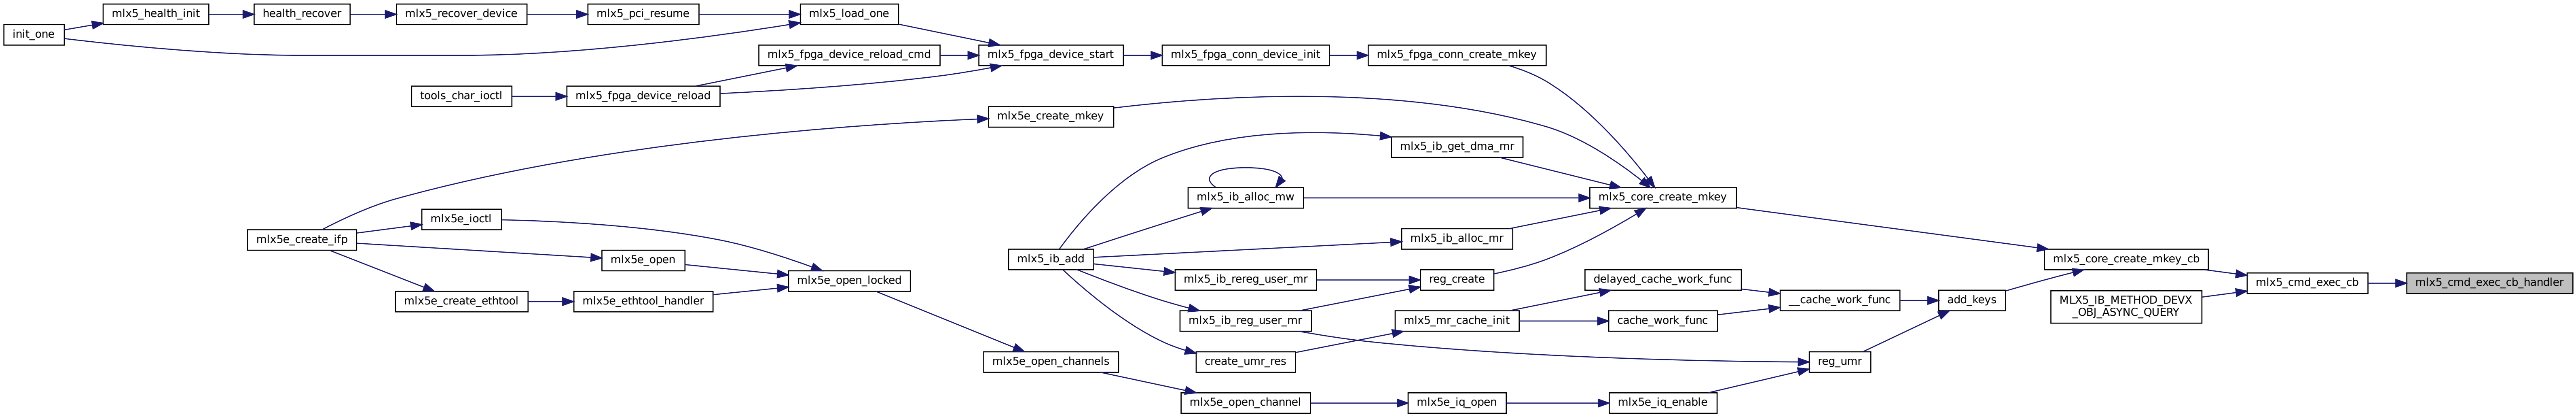 mlx5_health_init
health_recover
mlx5_recover_device
mlx5_pci_resume
mlx5_load_one
init_one
mlx5_fpga_device_reload_cmd
mlx5_fpga_device_start
mlx5_fpga_conn_device_init
mlx5_fpga_conn_create_mkey
tools_char_ioctl
mlx5_fpga_device_reload
mlx5e_create_mkey
mlx5_ib_get_dma_mr
mlx5_ib_alloc_mw
mlx5_core_create_mkey
mlx5e_ioctl
mlx5e_create_ifp
mlx5_ib_alloc_mr
mlx5e_open
mlx5_ib_add
mlx5_core_create_mkey_cb
mlx5e_open_locked
mlx5_ib_rereg_user_mr
reg_create
delayed_cache_work_func
mlx5_cmd_exec_cb
mlx5_cmd_exec_cb_handler
mlx5e_create_ethtool
mlx5e_ethtool_handler
__cache_work_func
add_keys
MLX5_IB_METHOD_DEVX
_OBJ_ASYNC_QUERY
mlx5_ib_reg_user_mr
mlx5_mr_cache_init
cache_work_func
mlx5e_open_channels
create_umr_res
reg_umr
mlx5e_open_channel
mlx5e_iq_open
mlx5e_iq_enable